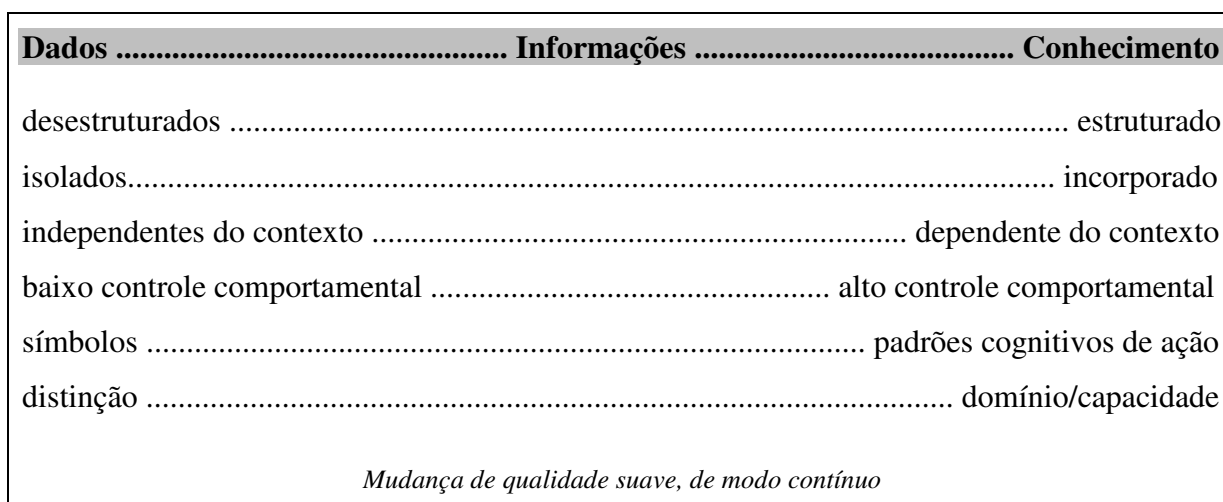 Dados ................................................. Informações ........................................ Conhecimento
desestruturados .......................................................................................................... estruturado
isolados..................................................................................................................... incorporado
independentes do contexto ................................................................... dependente do contexto
baixo controle comportamental .................................................. alto controle comportamental
símbolos .......................................................................................... padrões cognitivos de ação
distinção ...................................................................................................... domínio/capacidade
Mudança de qualidade suave, de modo contínuo